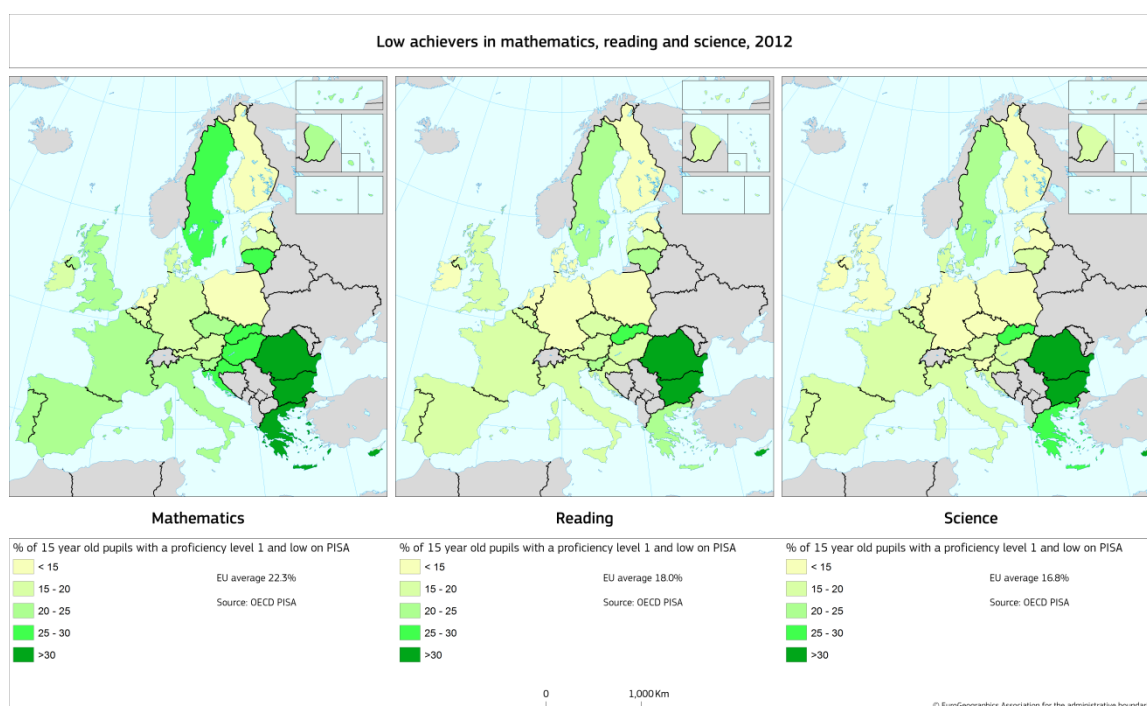 Low achievers in mathematics, reading and science, 2012
Mathematics
Reading
Science
% of 15 year old pupils with a proficiency level 1 and low on PISA
< 15
15 - 20
20 - 25
25 - 30
>30
EU average 22.3%
Source: OECD PISA
% of 15 year old pupils with a proficiency level 1 and low on PISA
< 15
15 - 20
20 - 25
25 - 30
>30
EU average 18.0%
Source: OECD PISA
% of 15 year old pupils with a proficiency level 1 and low on PISA
< 15
15 - 20
20 - 25
25 - 30
>30
EU average 16.8%
Source: OECD PISA
0 1,000 Km
© EuroGeographics Association for the administrative